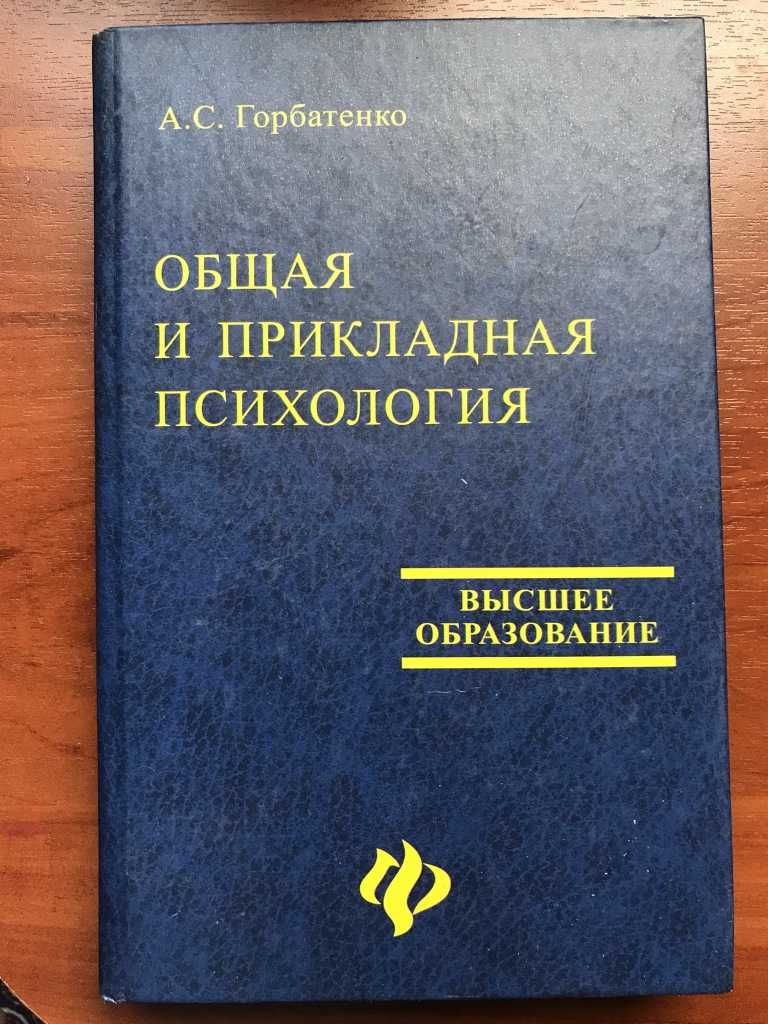 А.С. Горбатенко
ОБЩАЯ
И ПРИКЛАДНАЯ
ПСИХОЛОГИЯ
ВЫСШЕЕ
ОБРАЗОВАНИЕ